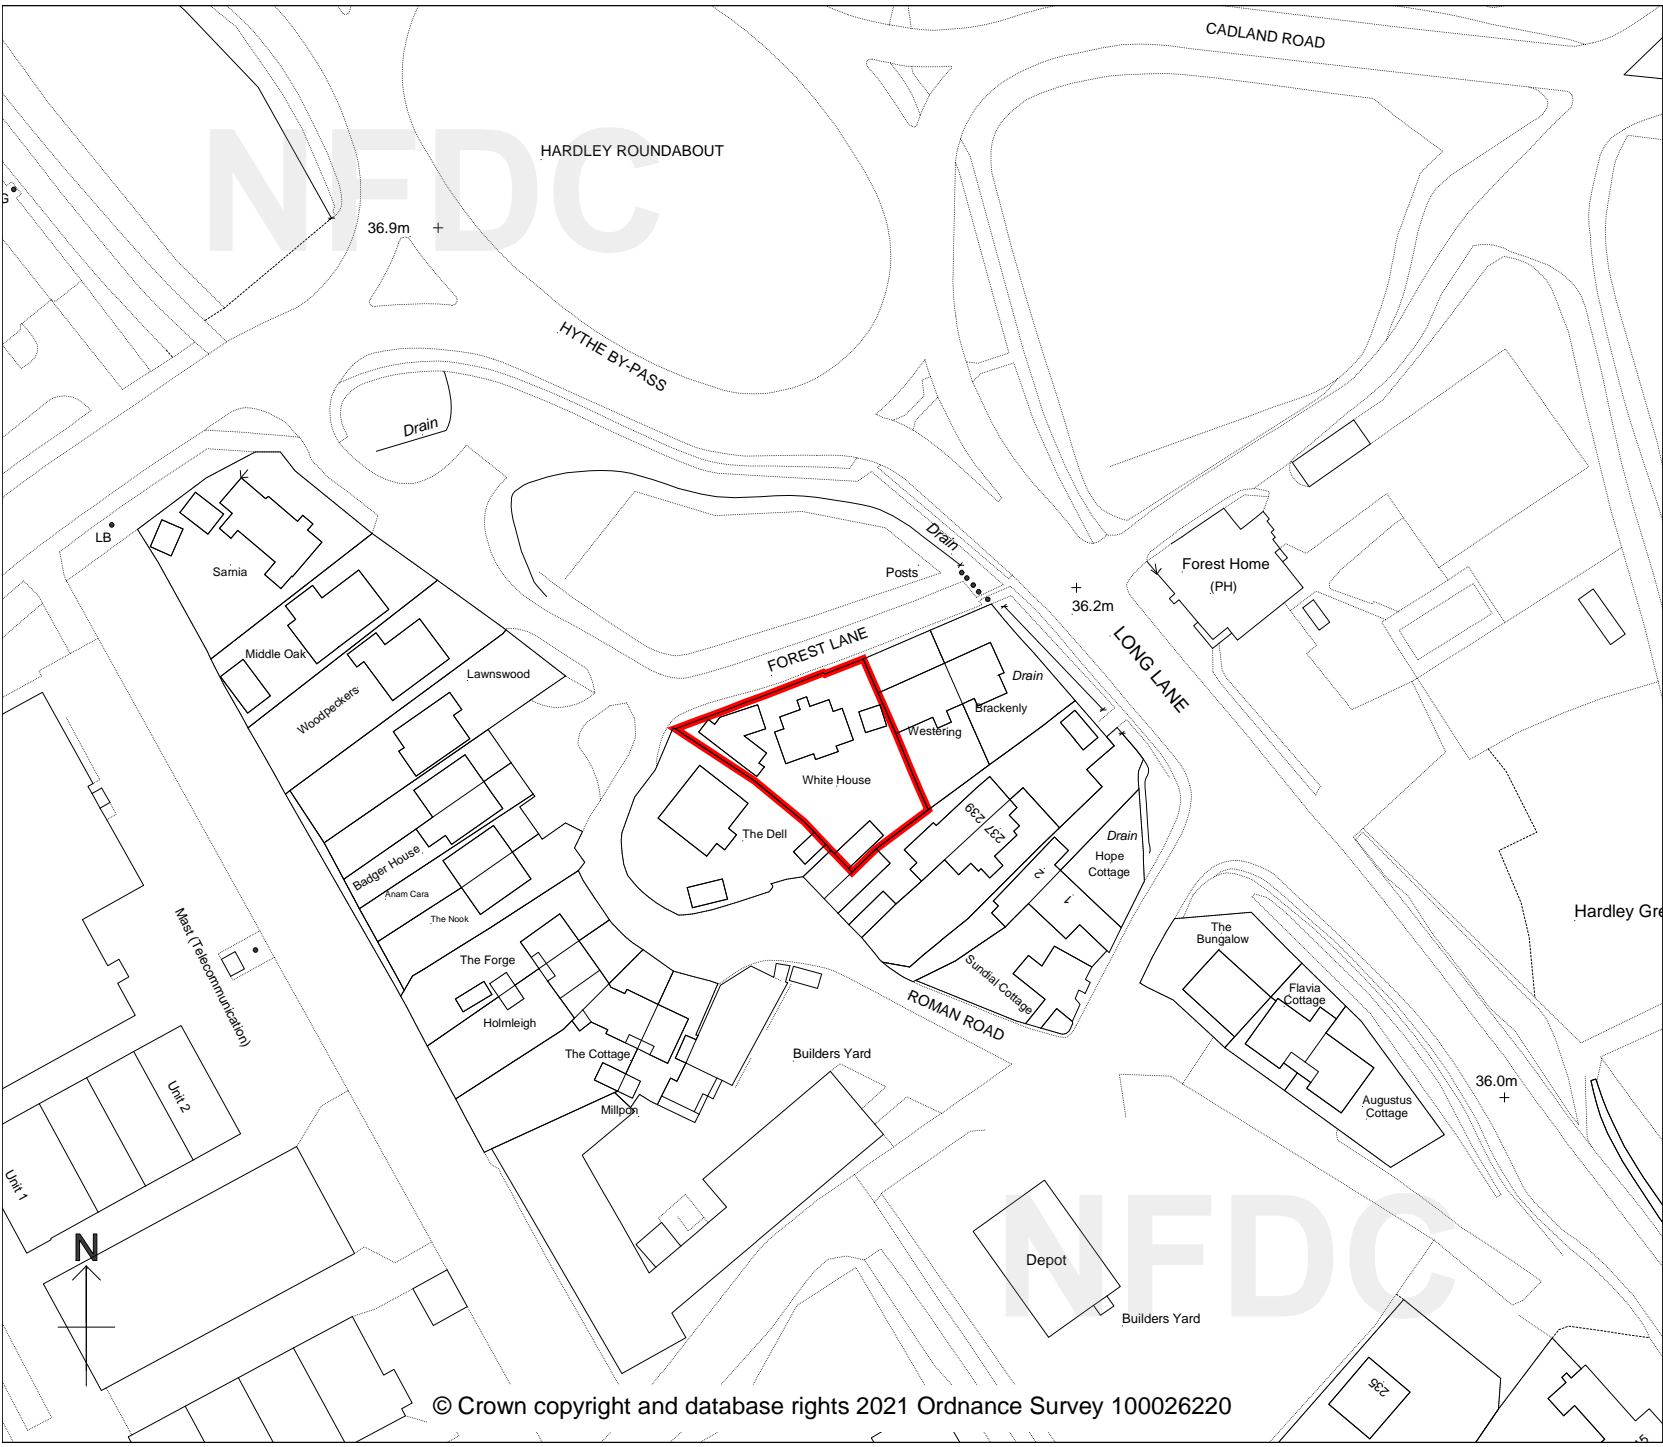 CADLAND ROAD
NFDC
HARDLEY ROUNDABOUT
G
36.9m
HYTHE BY-PASS
Drain
LB
Drain
Samia
Posts
Forest Home
(PH)
36.2m
FOREST LANE
LONG LANE
Middle Oak
Lawnswood
Drain
Woodpeckers
Brackenly
Westering
White House
239
237
The Dell
Drain
Hope
Cottage
Badger House
2
Anam Cara
1
The Nook
Hardley Gre
Mast (Telecommunication)
The
Bungalow
The Forge
Sundial Cottage
Flavia
Cottage
ROMAN ROAD
Holmleigh
The Cottage
Builders Yard
36.0m
Unit 2
Millpon
Augustus
Cottage
Unit 1
NFDC
N
Depot
Builders Yard
235
© Crown copyright and database rights 2021 Ordnance Survey 100026220